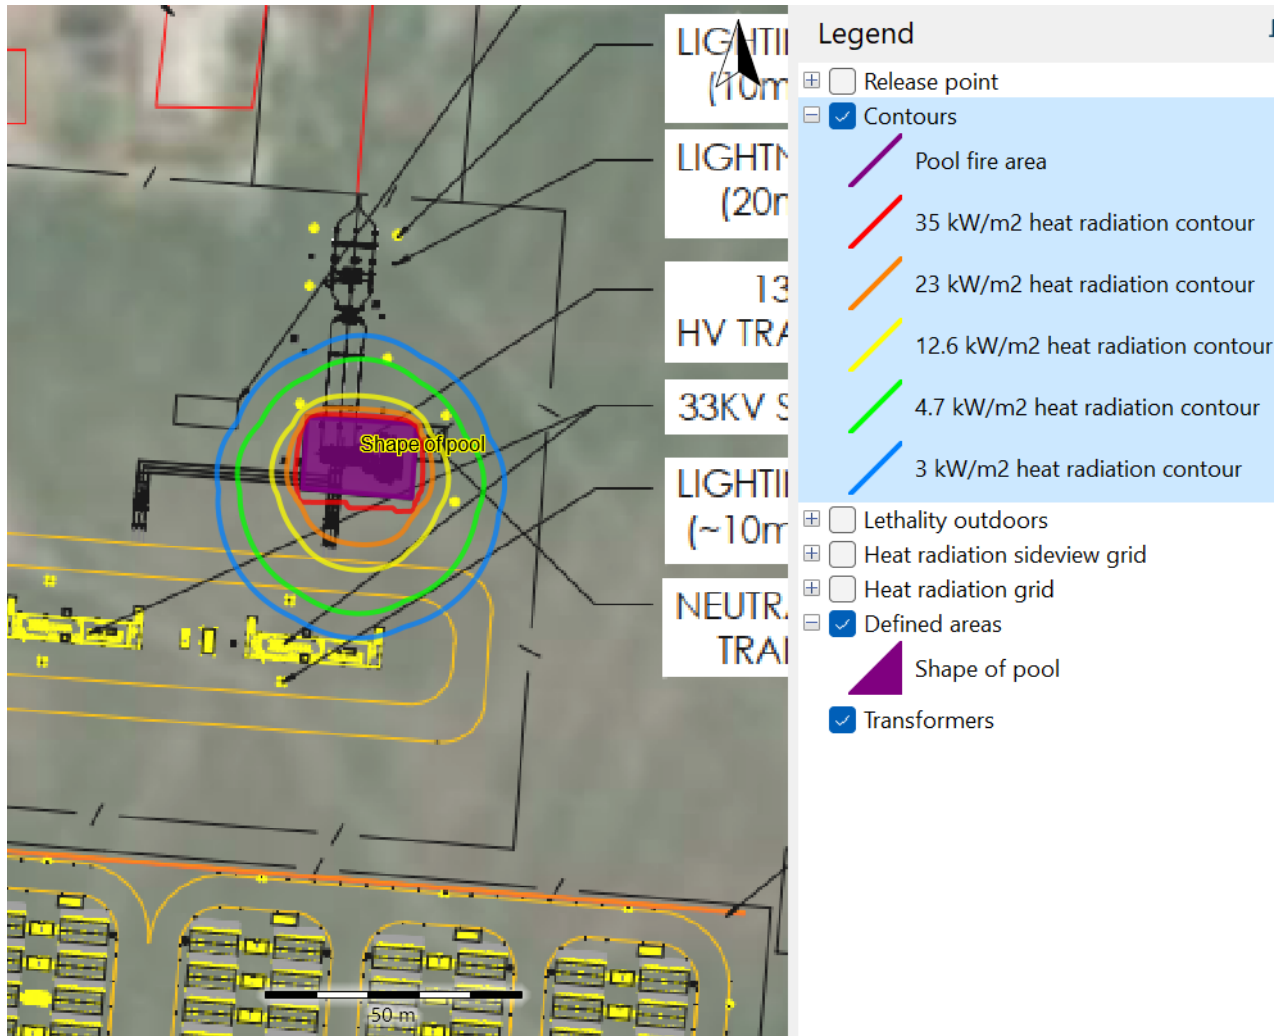 LIGHTI
(10m
LIGHTN
(20m
13
HV TRA
33KV S
LIGHTI
(~10m
NEUTRA
TRA
Shape of pool
50 m
Legend
Release point
Contours
Pool fire area
35 kW/m2 heat radiation contour
23 kW/m2 heat radiation contour
12.6 kW/m2 heat radiation contour
4.7 kW/m2 heat radiation contour
3 kW/m2 heat radiation contour
Lethality outdoors
Heat radiation sideview grid
Heat radiation grid
Defined areas
Shape of pool
Transformers